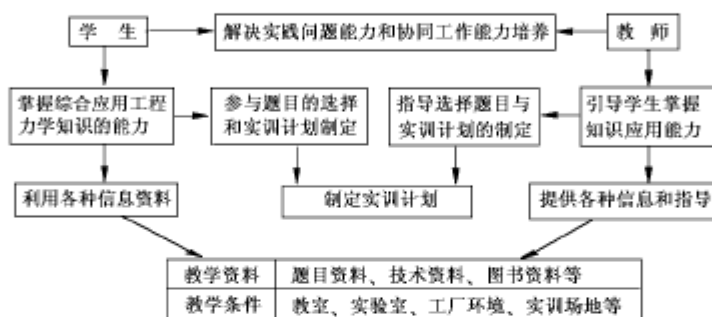 学 生
解决实践问题能力和协同工作能力培养
教 师
掌握综合应用工程
力学知识的能力
参与题目的选择
和实训计划制定
指导选择题目与
实训计划的制定
引导学生掌握
知识应用能力
利用各种信息资料
制定实训计划
提供各种信息和指导
教学资料 题目资料、技术资料、图书资料等
教学条件 教室、实验室、工厂环境、实训场地等